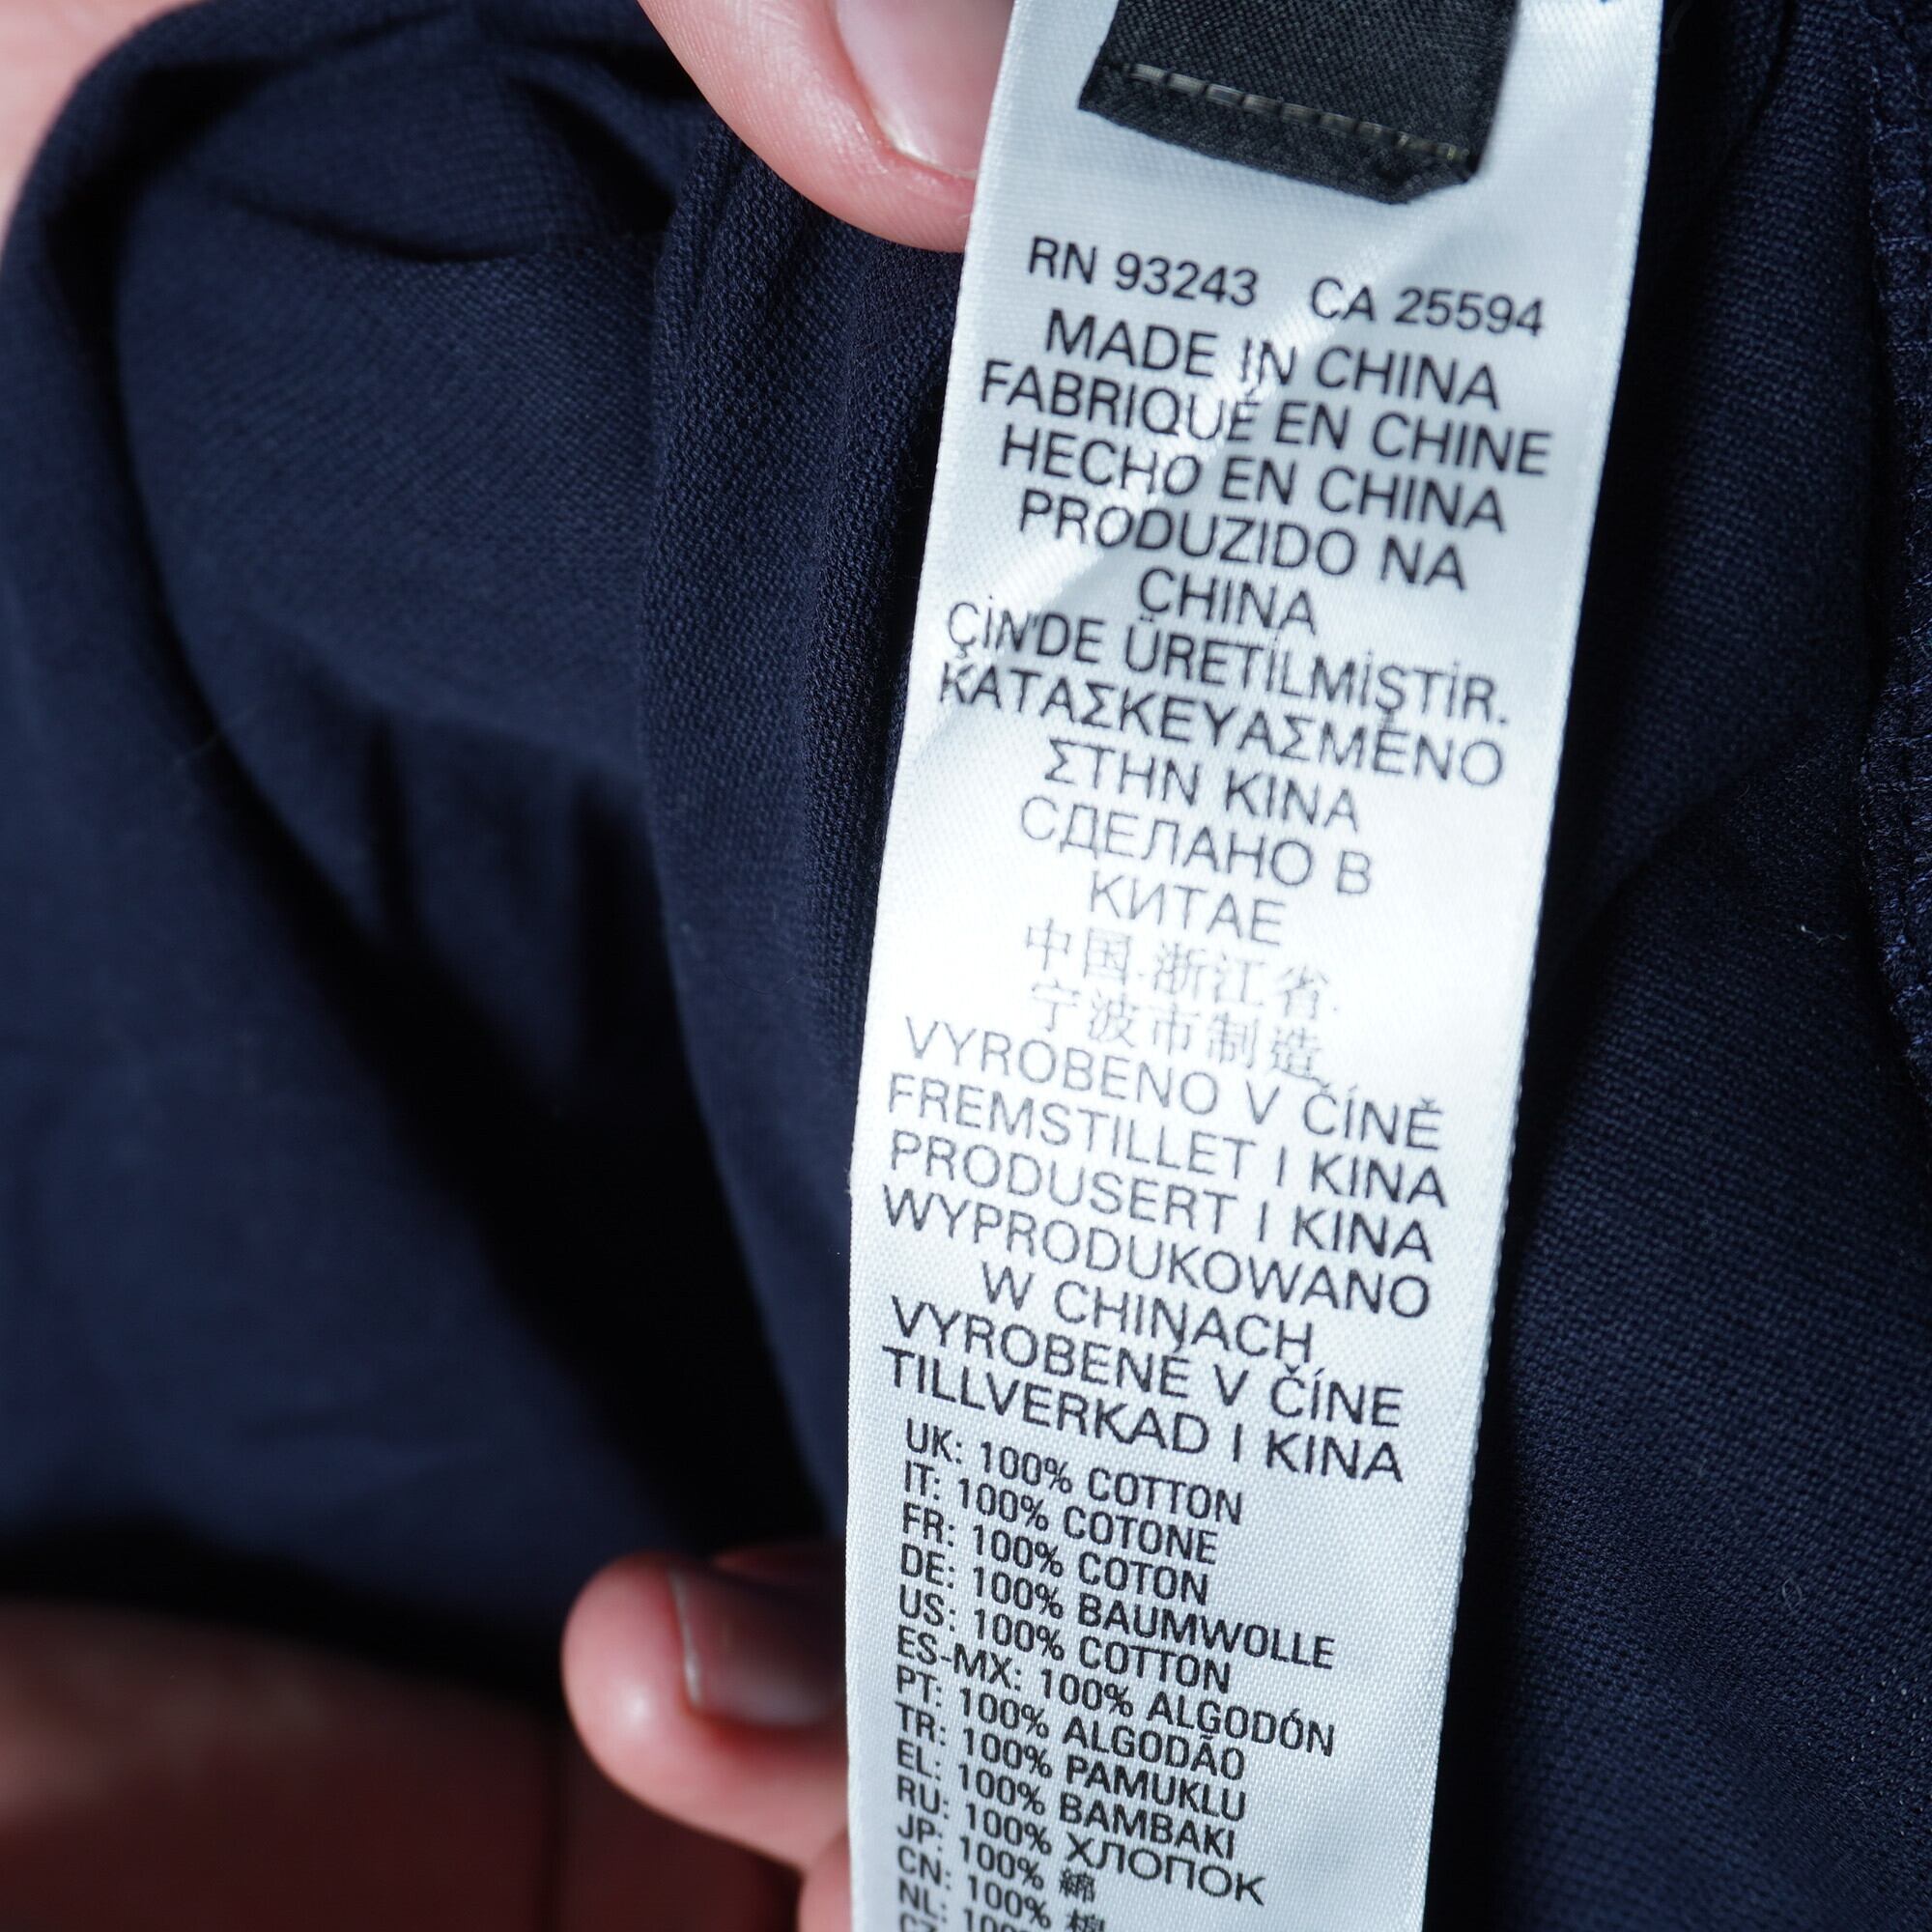 RN 93243 CA 25594
MADE IN CHINA
FABRIQUÉ EN CHINE
HECHO EN CHINA
PRODUZIDO NA
CHINA
ÇİN'DE ÜRETİLMİŞTİR.
ΚΑΤΑΣΚΕΥΑΣΜΈΝΟ
ΣΤΗΝ ΚΙΝΑ
СДЕЛАНО В
КИТАЕ
中国.浙江省.
宁波市制造
VYROBENO V ČÍNĚ
FREMSTILLET I KINA
PRODUSERT I KINA
WYPRODUKOWANO
W CHINACH
VYROBENÉ V ČÍNE
TILLVERKAD I KINA
UK: 100% COTTON
IT: 100% COTONE
FR: 100% COTON
DE: 100% BAUMWOLLE
US: 100% COTTON
ES-MX: 100% ALGODÓN
PT: 100% ALGODÃO
TR: 100% PAMUKLU
EL: 100% BAMBAKI
RU: 100% ХЛОПОК
JP: 100% 綿
CN: 100% 棉
NL: 100%